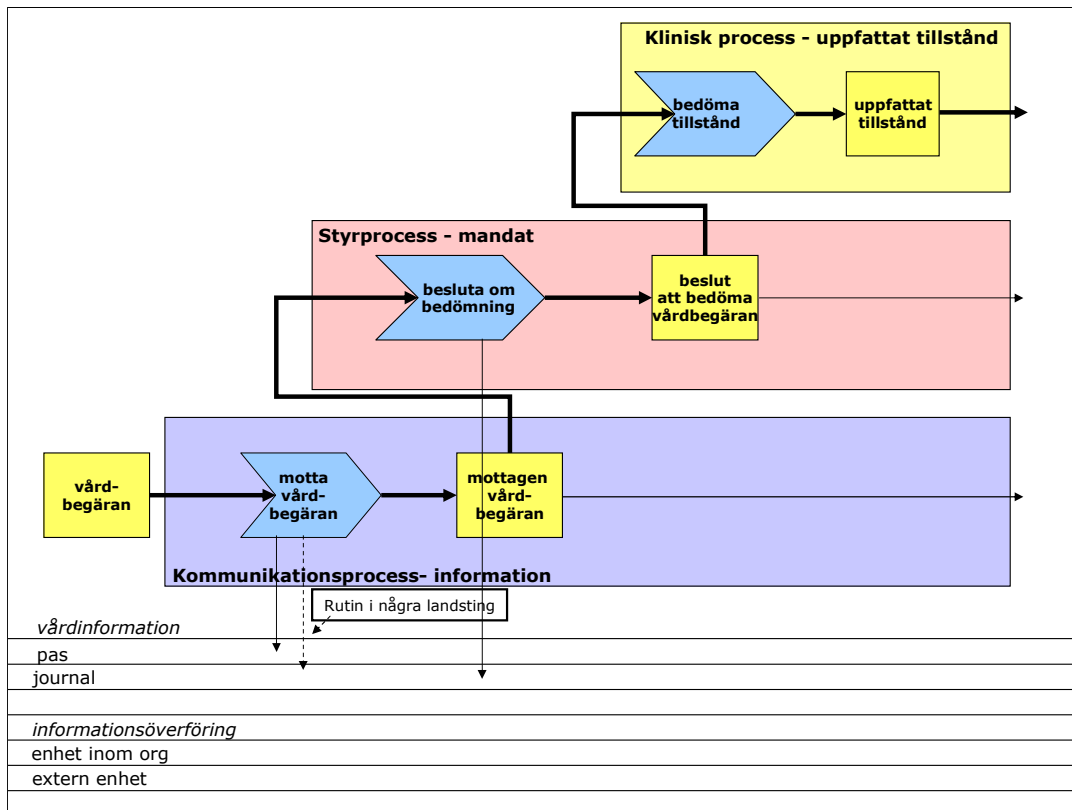 Klinisk process - uppfattat tillstånd
bedöma
tillstånd
uppfattat
tillstånd
Styrprocess - mandat
besluta om
bedömning
beslut
att bedöma
vårdbegäran
vård-
begäran
motta
vård-
begäran
mottagen
vård-
begäran
Kommunikationsprocess- information
Rutin i några landsting
vårdinformation
pas
journal
informationsöverföring
enhet inom org
extern enhet